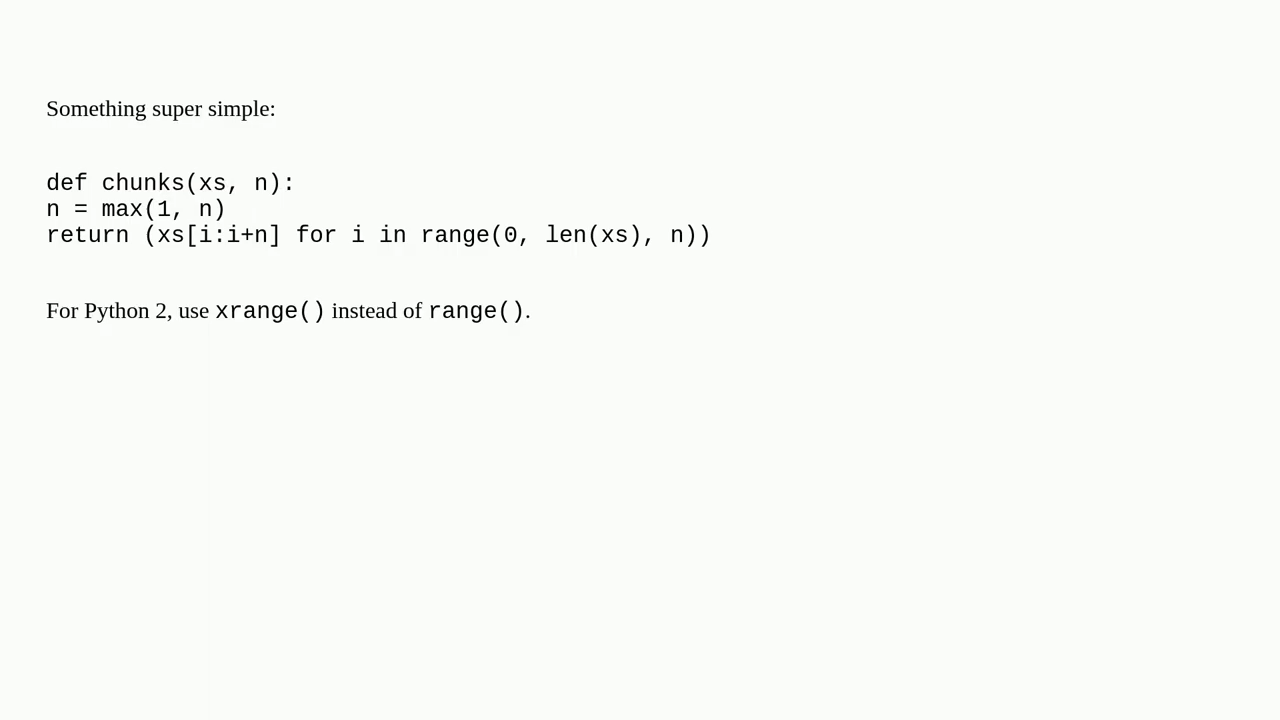 Something super simple:
def chunks(xs, n):
n = max(1, n)
return (xs[i:i+n] for i in range(0, len(xs), n))
For Python 2, use xrange() instead of range().